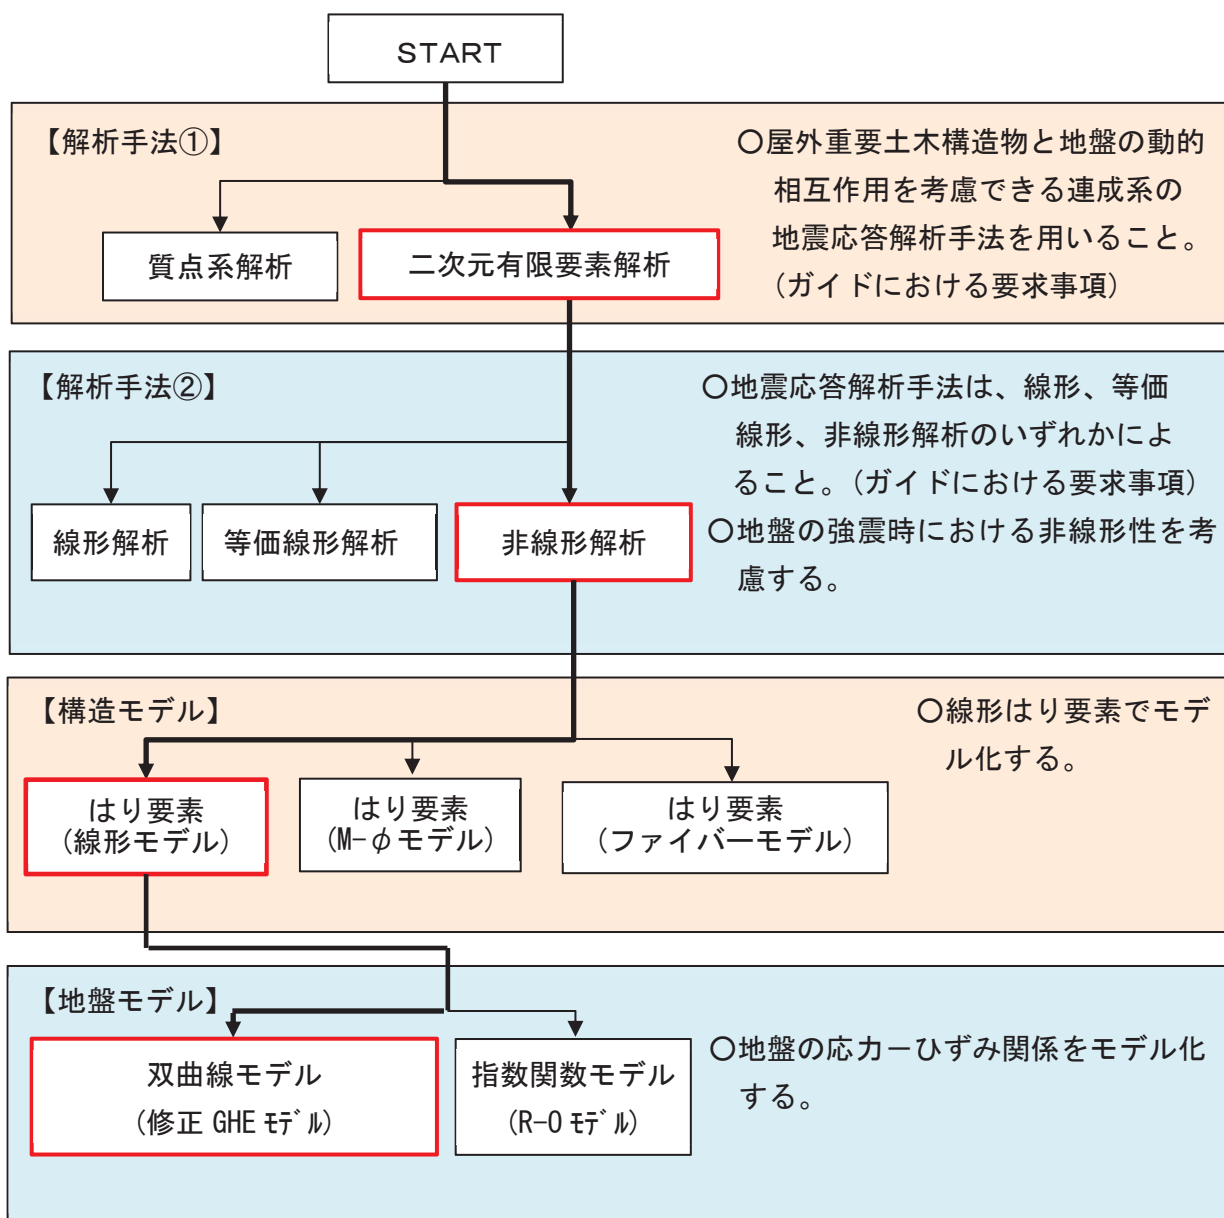 START
【解析手法①】
○屋外重要土木構造物と地盤の動的
相互作用を考慮できる連成系の
地震応答解析手法を用いること。
(ガイドにおける要求事項)
質点系解析
二次元有限要素解析
【解析手法②】
○地震応答解析手法は、線形、等価
線形、非線形解析のいずれかによ
ること。(ガイドにおける要求事項)
○地盤の強震時における非線形性を考
慮する。
線形解析
等価線形解析
非線形解析
【構造モデル】
○線形はり要素でモデ
ル化する。
はり要素
(線形モデル)
はり要素
(M-φモデル)
はり要素
(ファイバーモデル)
【地盤モデル】
○地盤の応力ーひずみ関係をモデル化
する。
双曲線モデル
(修正 GHE ﾓﾃﾞﾙ)
指数関数モデル
(R-O ﾓﾃﾞﾙ)